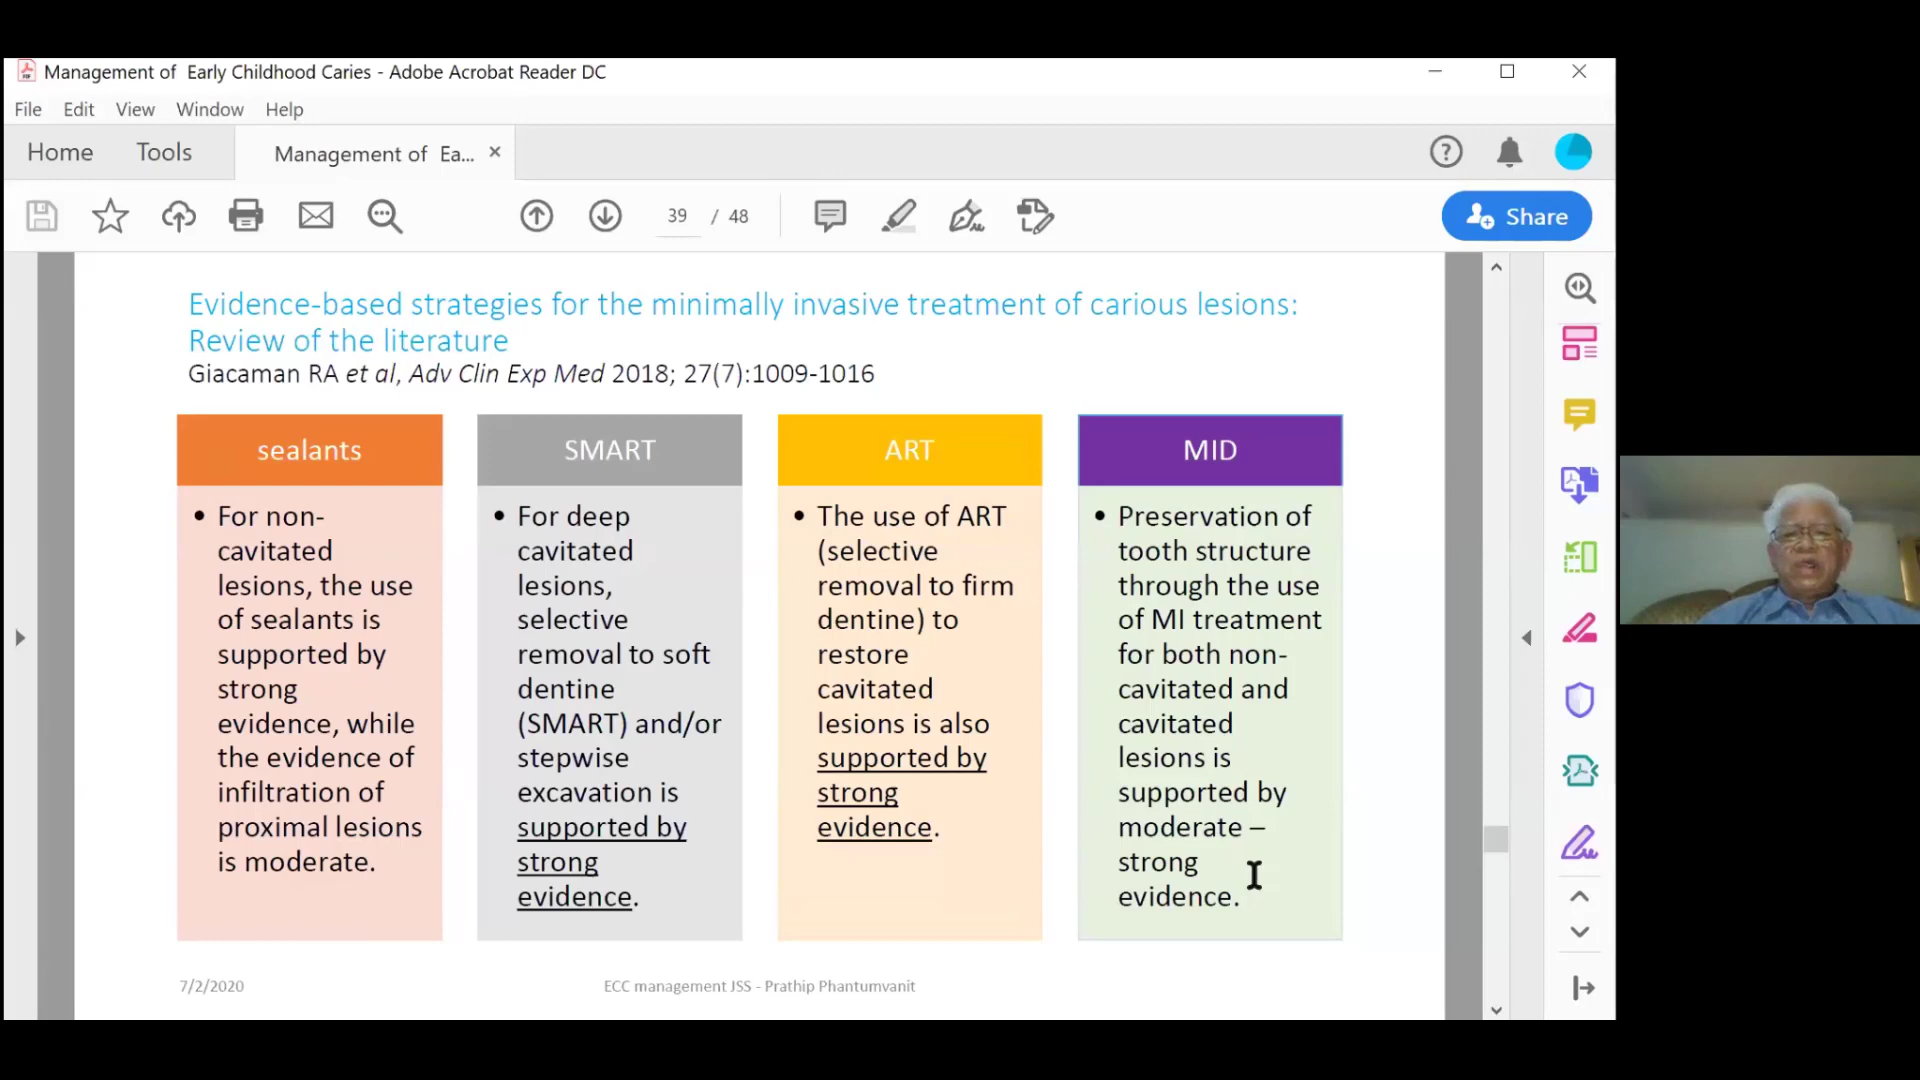 Management of Early Childhood Caries - Adobe Acrobat Reader DC
File Edit View Window Help
Home Tools Management of Ea...
39 / 48
Share
Evidence-based strategies for the minimally invasive treatment of carious lesions:
Review of the literature
Giacaman RA et al, Adv Clin Exp Med 2018; 27(7):1009-1016
sealants
• For non-
cavitated
lesions, the use
of sealants is
supported by
strong
evidence, while
the evidence of
infiltration of
proximal lesions
is moderate.
SMART
• For deep
cavitated
lesions,
selective
removal to soft
dentine
(SMART) and/or
stepwise
excavation is
supported by
strong
evidence.
ART
• The use of ART
(selective
removal to firm
dentine) to
restore
cavitated
lesions is also
supported by
strong
evidence.
MID
• Preservation of
tooth structure
through the use
of MI treatment
for both non-
cavitated and
cavitated
lesions is
supported by
moderate –
strong
evidence.
7/2/2020
ECC management JSS - Prathip Phantumvanit